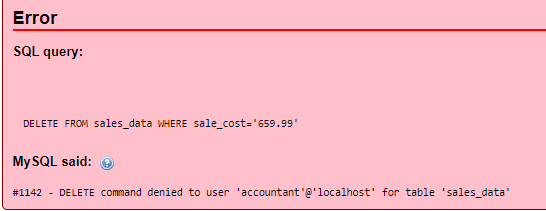 Error
SQL query:
DELETE FROM sales_data WHERE sale_cost='659.99'
MySQL said:
#1142 - DELETE command denied to user 'accountant'@'localhost' for table 'sales_data'